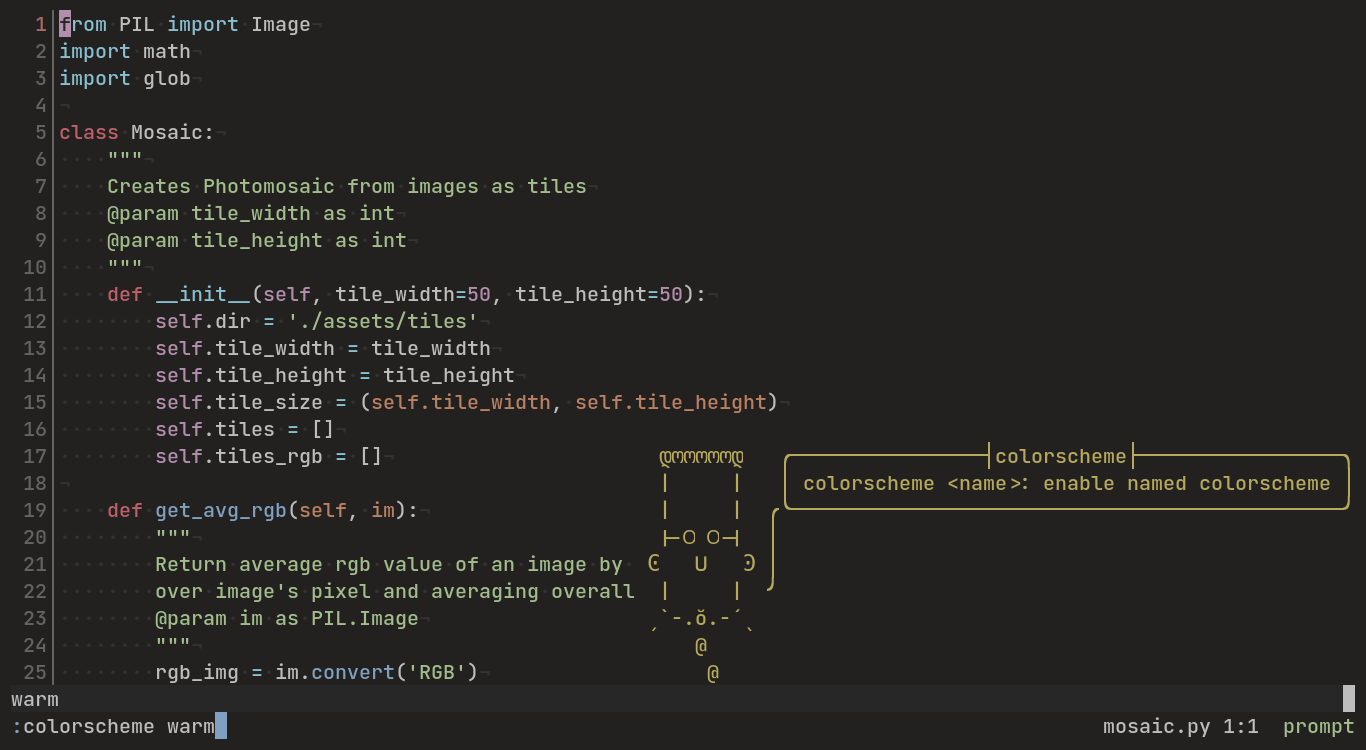 1 from PIL import Image¬
2 import math¬
3 import glob¬
4 ¬
5 class Mosaic:¬
6 ····"""¬
7 ····Creates·Photomosaic·from·images·as·tiles¬
8 ····@param·tile_width·as·int¬
9 ····@param·tile_height·as·int¬
10 ····"""¬
11 ····def·__init__(self,·tile_width=50,·tile_height=50):¬
12 ········self.dir·=·'./assets/tiles'¬
13 ········self.tile_width·=·tile_width¬
14 ········self.tile_height·=·tile_height¬
15 ········self.tile_size·=·(self.tile_width,·self.tile_height)¬
16 ········self.tiles·=·[]¬
17 ········self.tiles_rgb·=·[]¬
18 ¬
19 ····def·get_avg_rgb(self,·im):¬
20 ········"""¬
21 ········Return·average·rgb·value·of·an·image·by
22 ········over·image's·pixel·and·averaging·overall
23 ········@param·im·as·PIL.Image¬
24 ········"""¬
25 ········rgb_img·=·im.convert('RGB')¬
colorscheme
colorscheme <name>: enable named colorscheme
warm
:colorscheme warm
mosaic.py 1:1 prompt